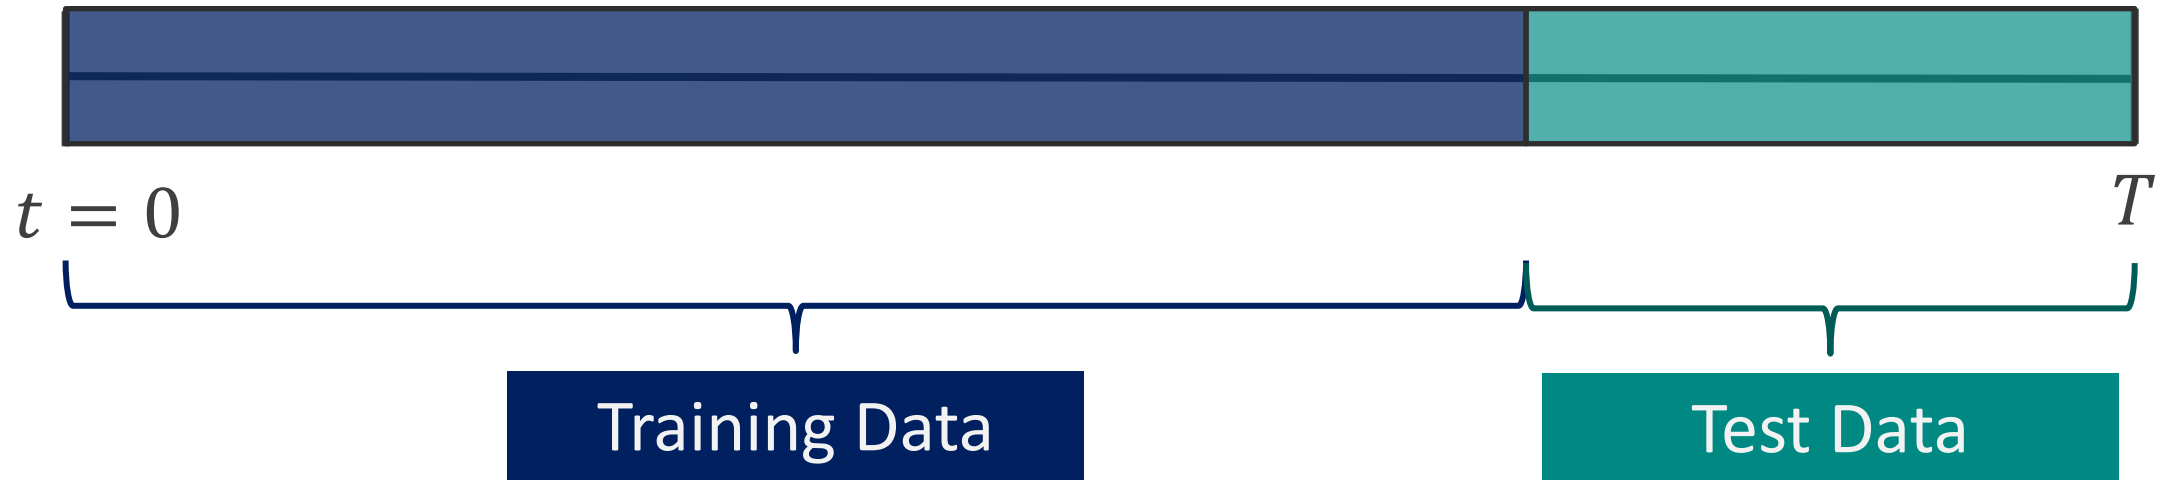 t = 0
T
Training Data
Test Data